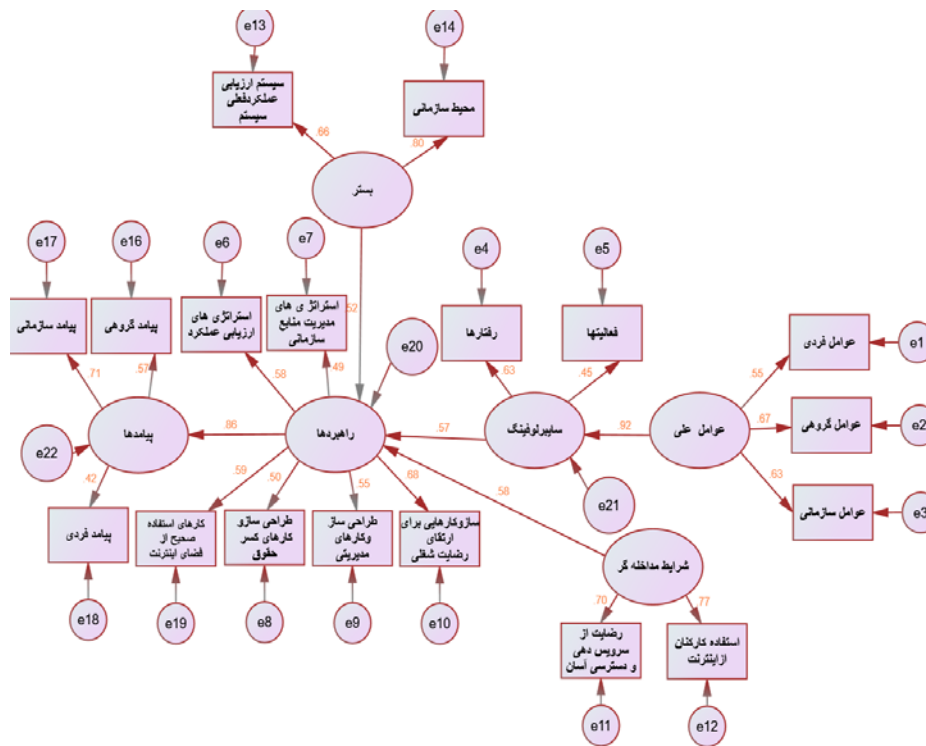 e13
e14
سیستم ارزیابی
عملکردفعلی
سیستم
محیط سازمانی
.66
.80
بستر
e17
e16
e6
e7
e4
e5
پیامد سازمانی
پیامد گروهی
استراتژی های
ارزیابی عملکرد
استراتژ ی های
مدیریت منابع
سازمانی
.52
رفتارها
فعالیتها
e20
عوامل فردی
e1
.71
.57
.58
.49
.63
.45
.55
پیامدها
.86
راهبردها
.57
سایبرلوفینگ
.92
عوامل علی
.67
عوامل گروهی
e2
e22
.42
.59
.50
.55
.68
.58
e21
.63
عوامل سازمانی
e3
پیامد فردی
کارهای استفاده
صحیح از
فضای اینترنت
طراحی سازو
کارهای کسر
حقوق
طراحی ساز
وکارهای
مدیریتی
سازوکارهایی برای
ارتقای
رضایت شغلی
شرایط مداخله گر
e18
e19
e8
e9
e10
.70
.77
رضایت از
سرویس دهی
و دسترسی آسان
استفاده کارکنان
ازاینترنت
e11
e12